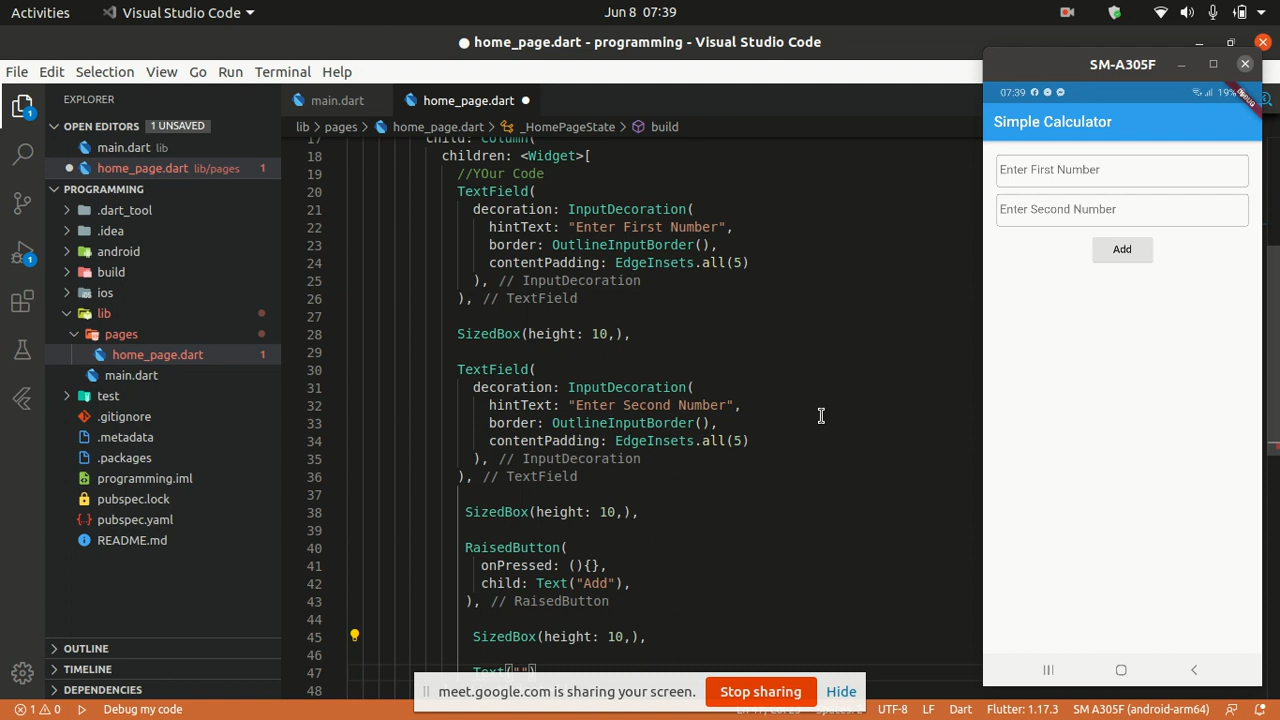 Activities
Visual Studio Code
Jun 8 07:39
home_page.dart - programming - Visual Studio Code
File Edit Selection View Go Run Terminal Help
EXPLORER
OPEN EDITORS 1 UNSAVED
main.dart lib
home_page.dart lib/pages 1
PROGRAMMING
.dart_tool
.idea
android
build
ios
lib
pages
home_page.dart 1
main.dart
test
.gitignore
.metadata
.packages
programming.iml
pubspec.lock
pubspec.yaml
README.md
OUTLINE
TIMELINE
DEPENDENCIES
1
1
main.dart
home_page.dart
lib > pages > home_page.dart > _HomePageState > build
17 child: Column(
18 children: <Widget>[
19 //YOur Code
20 TextField(
21 decoration: InputDecoration(
22 hintText: "Enter First Number",
23 border: OutlineInputBorder(),
24 contentPadding: EdgeInsets.all(5)
25 ), // InputDecoration
26 ), // TextField
27
28 SizedBox(height: 10,),
29
30 TextField(
31 decoration: InputDecoration(
32 hintText: "Enter Second Number",
33 border: OutlineInputBorder(),
34 contentPadding: EdgeInsets.all(5)
35 ), // InputDecoration
36 ), // TextField
37
38 SizedBox(height: 10,),
39
40 RaisedButton(
41 onPressed: (){},
42 child: Text("Add"),
43 ), // RaisedButton
44
45 SizedBox(height: 10,),
46
47 Text("")
48
SM-A305F
07:39
19%
Simple Calculator
Enter First Number
Enter Second Number
Add
meet.google.com is sharing your screen.
Stop sharing
Hide
1 0
Debug my code
UTF-8
LF
Dart
Flutter: 1.17.3
SM A305F (android-arm64)